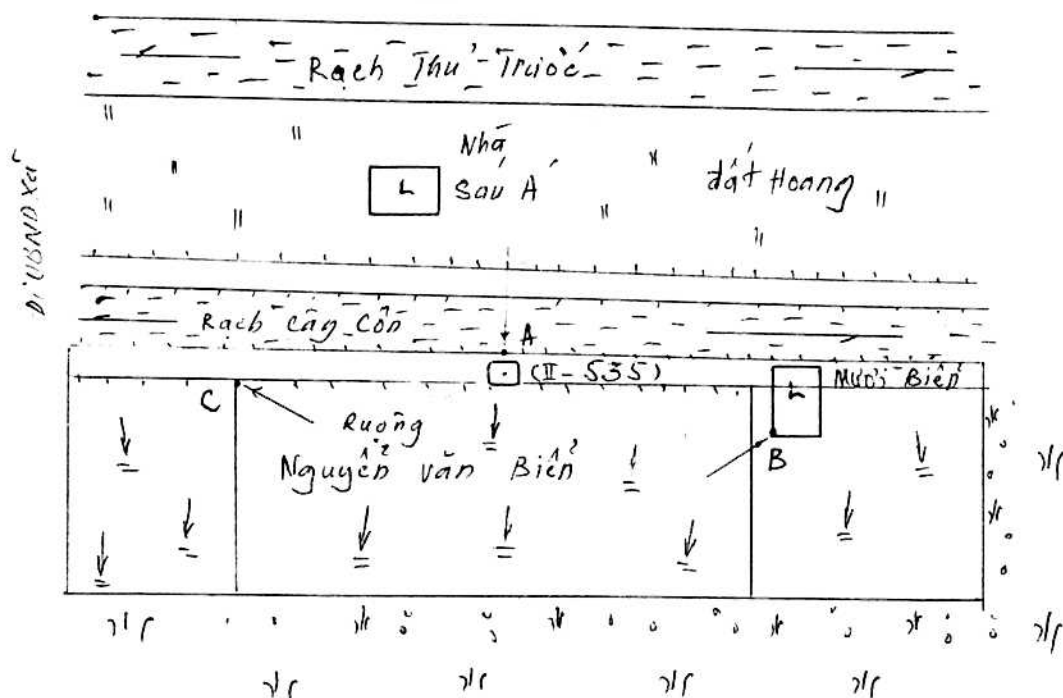 Rạch Thủ Trước
Nhà
Sáu Á
L
đất Hoang
Đi UBND xã
Rạch Cây Cồn
A
(II-535)
Mười Biển
L
C
Ruộng
Nguyễn văn Biển
B